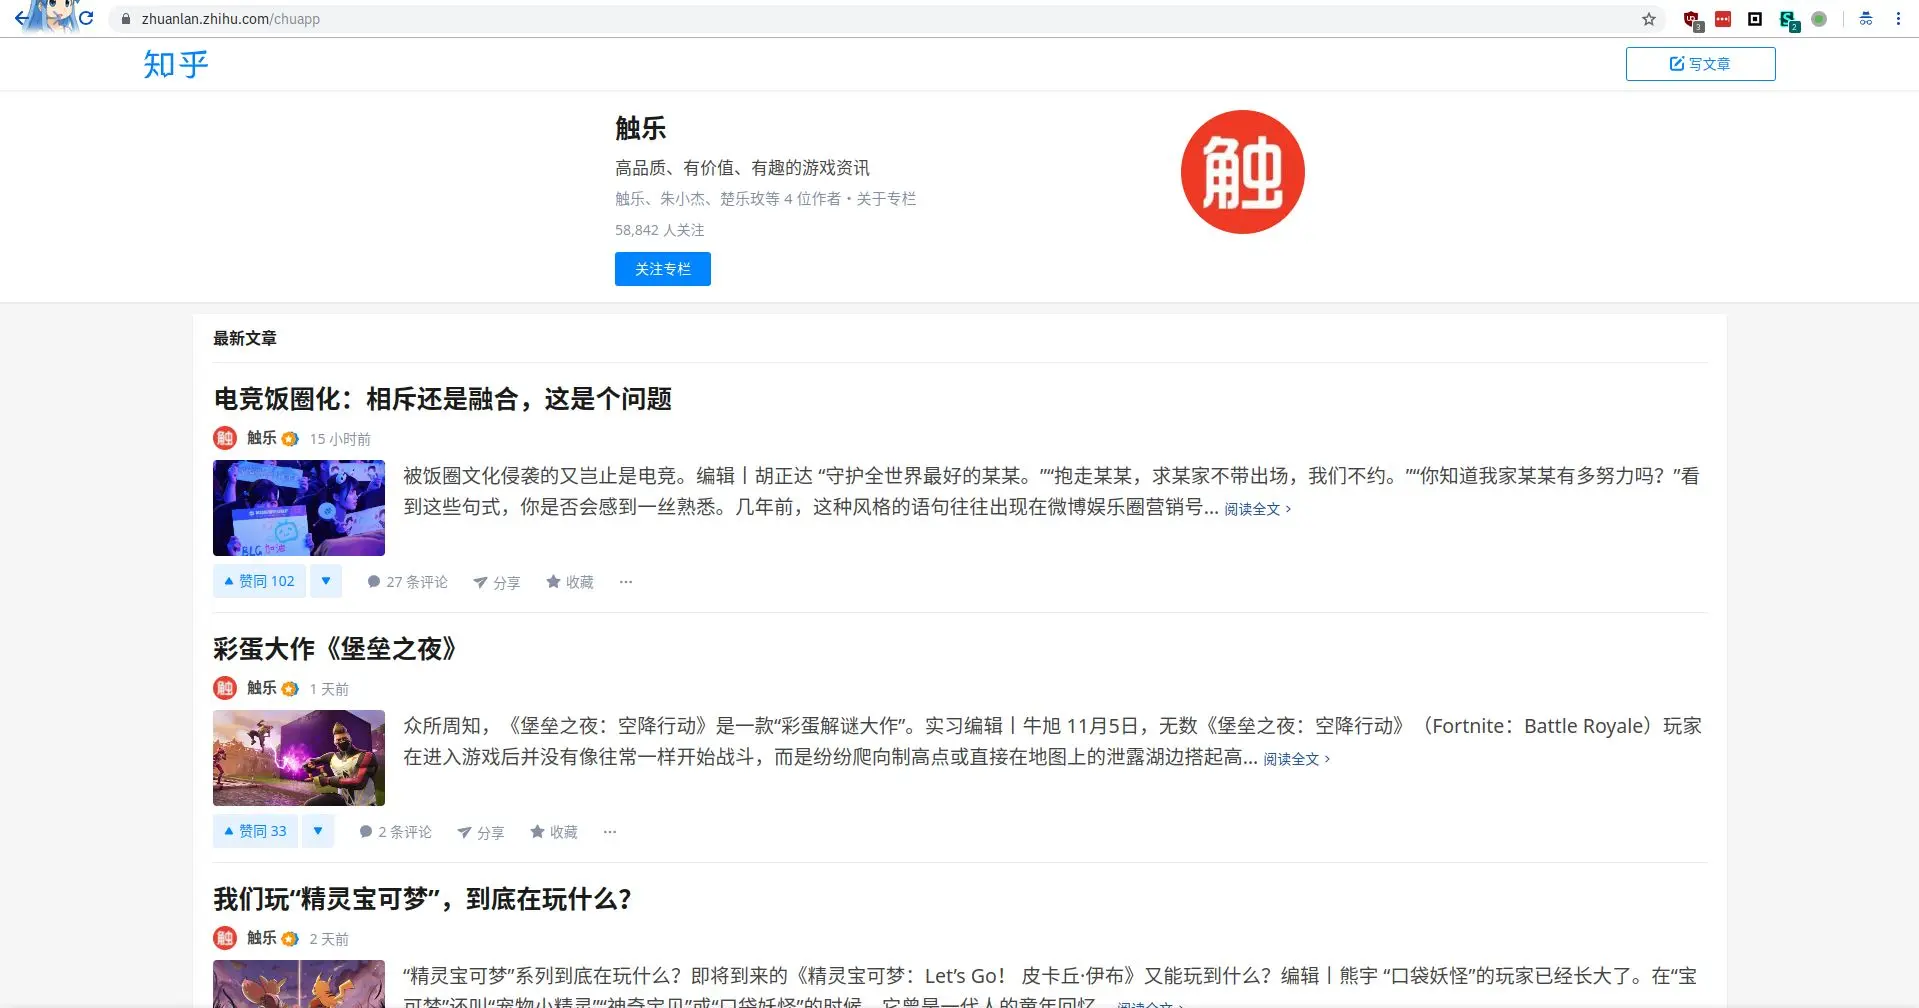 zhuanlan.zhihu.com/chuapp
3
2
知乎
写文章
触乐
高品质、有价值、有趣的游戏资讯
触乐、朱小杰、楚乐玫等 4 位作者・关于专栏
58,842 人关注
关注专栏
触
最新文章
电竞饭圈化：相斥还是融合，这是个问题
触 触乐 15 小时前
被饭圈文化侵袭的又岂止是电竞。编辑丨胡正达 “守护全世界最好的某某。”“抱走某某，求某家不带出场，我们不约。”“你知道我家某某有多努力吗？”看
到这些句式，你是否会感到一丝熟悉。几年前，这种风格的语句往往出现在微博娱乐圈营销号... 阅读全文 ›
BLG 加油
赞同 102 27 条评论 分享 收藏 ···
彩蛋大作《堡垒之夜》
触 触乐 1 天前
众所周知，《堡垒之夜：空降行动》是一款“彩蛋解谜大作”。实习编辑丨牛旭 11月5日，无数《堡垒之夜：空降行动》（Fortnite：Battle Royale）玩家
在进入游戏后并没有像往常一样开始战斗，而是纷纷爬向制高点或直接在地图上的泄露湖边搭起高... 阅读全文 ›
赞同 33 2 条评论 分享 收藏 ···
我们玩“精灵宝可梦”，到底在玩什么？
触 触乐 2 天前
“精灵宝可梦”系列到底在玩什么？即将到来的《精灵宝可梦：Let’s Go！ 皮卡丘·伊布》又能玩到什么？编辑丨熊宇 “口袋妖怪”的玩家已经长大了。在“宝
可梦”还叫“宠物小精灵”“神奇宝贝”或“口袋妖怪”的时候，它曾是一代人的童年回忆... 阅读全文 ›